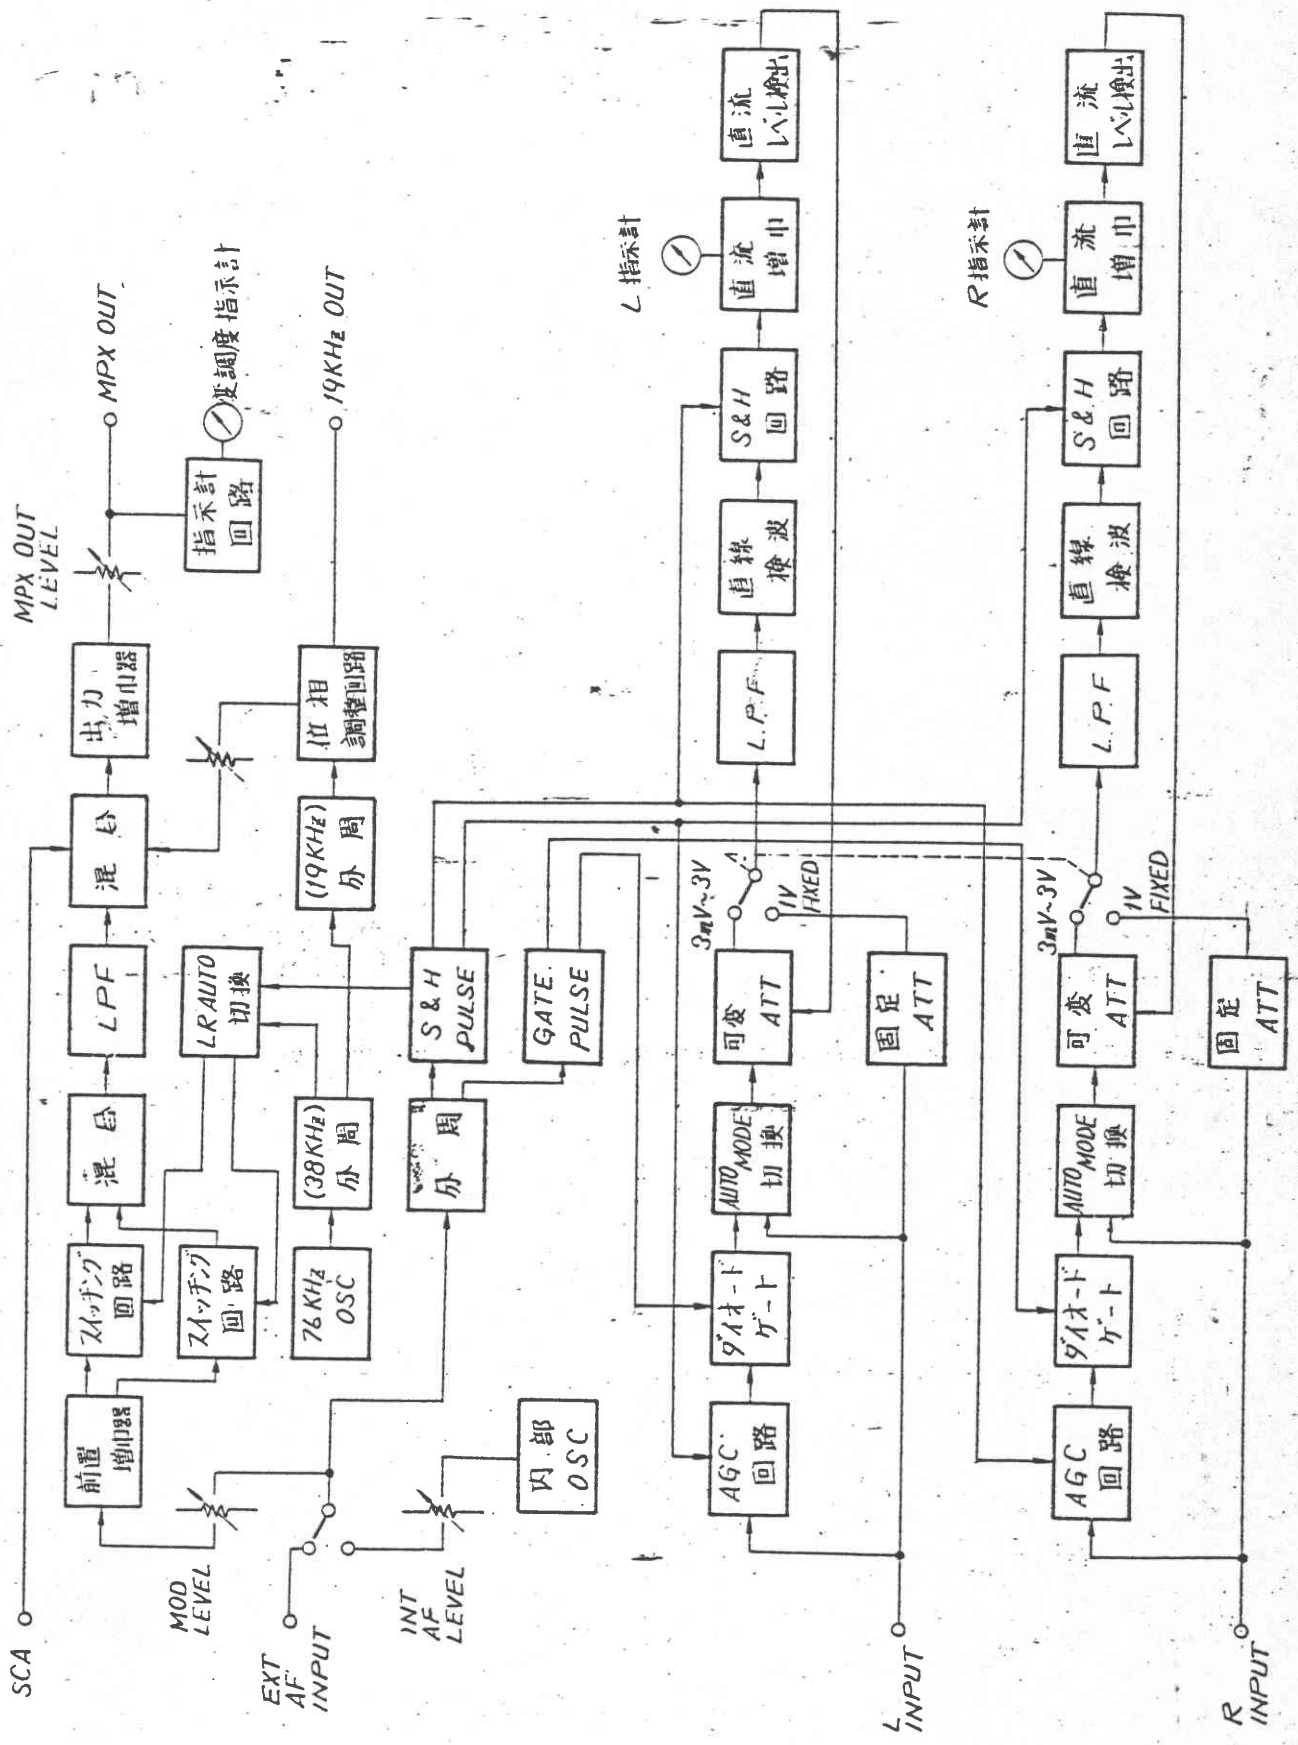 SCA
MOD
LEVEL
EXT
AF
INPUT
INT
AF
LEVEL
前置
増巾器
スイッチング
回路
スイッチング
回路
混合
LPF
混合
出力
増巾器
MPX OUT
LEVEL
MPX OUT
指示計
回路
変調度指示計
LR AUTO
切換
76KHz
OSC
(38KHz)
分周
(19KHz)
分周
位相
調整回路
19KHz OUT
内部
OSC
分周
S&H
PULSE
GATE
PULSE
L
INPUT
AGC
回路
ダイオード
ゲート
AUTO
MODE
切換
可変
ATT
固定
ATT
3mV~3V
1V
FIXED
L.P.F
直線
検波
S&H
回路
直流
増巾
L指示計
直流
レベル検出
R
INPUT
AGC
回路
ダイオード
ゲート
AUTO
MODE
切換
可変
ATT
固定
ATT
3mV~3V
1V
FIXED
L.P.F
直線
検波
S&H
回路
直流
増巾
R指示計
直流
レベル検出